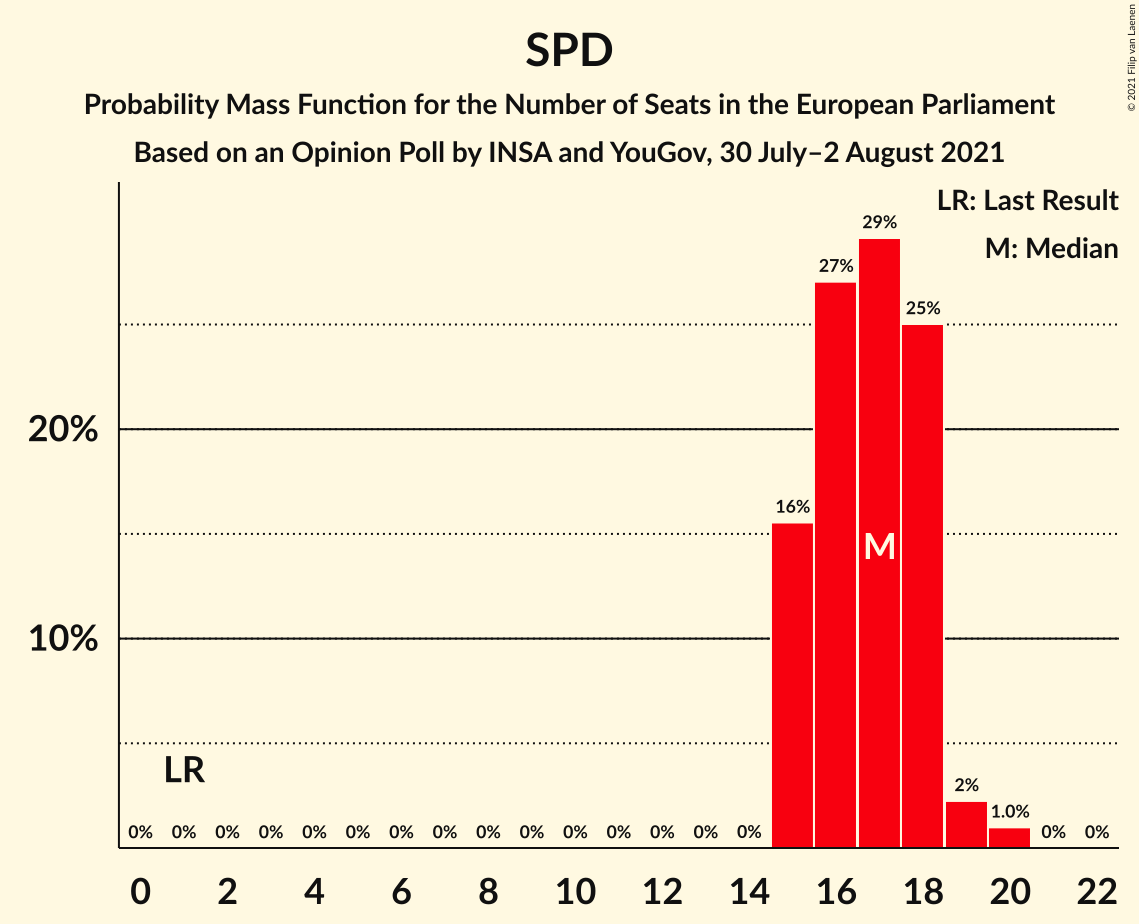 SPD
Probability Mass Function for the Number of Seats in the European Parliament
Based on an Opinion Poll by INSA and YouGov, 30 July–2 August 2021
© 2021 Filip van Laenen
LR: Last Result
M: Median
29%
27%
25%
20%
16%
M
10%
LR
2%
1.0%
0% 0% 0% 0% 0% 0% 0% 0% 0% 0% 0% 0% 0% 0% 0% 0% 0%
0 2 4 6 8 10 12 14 16 18 20 22